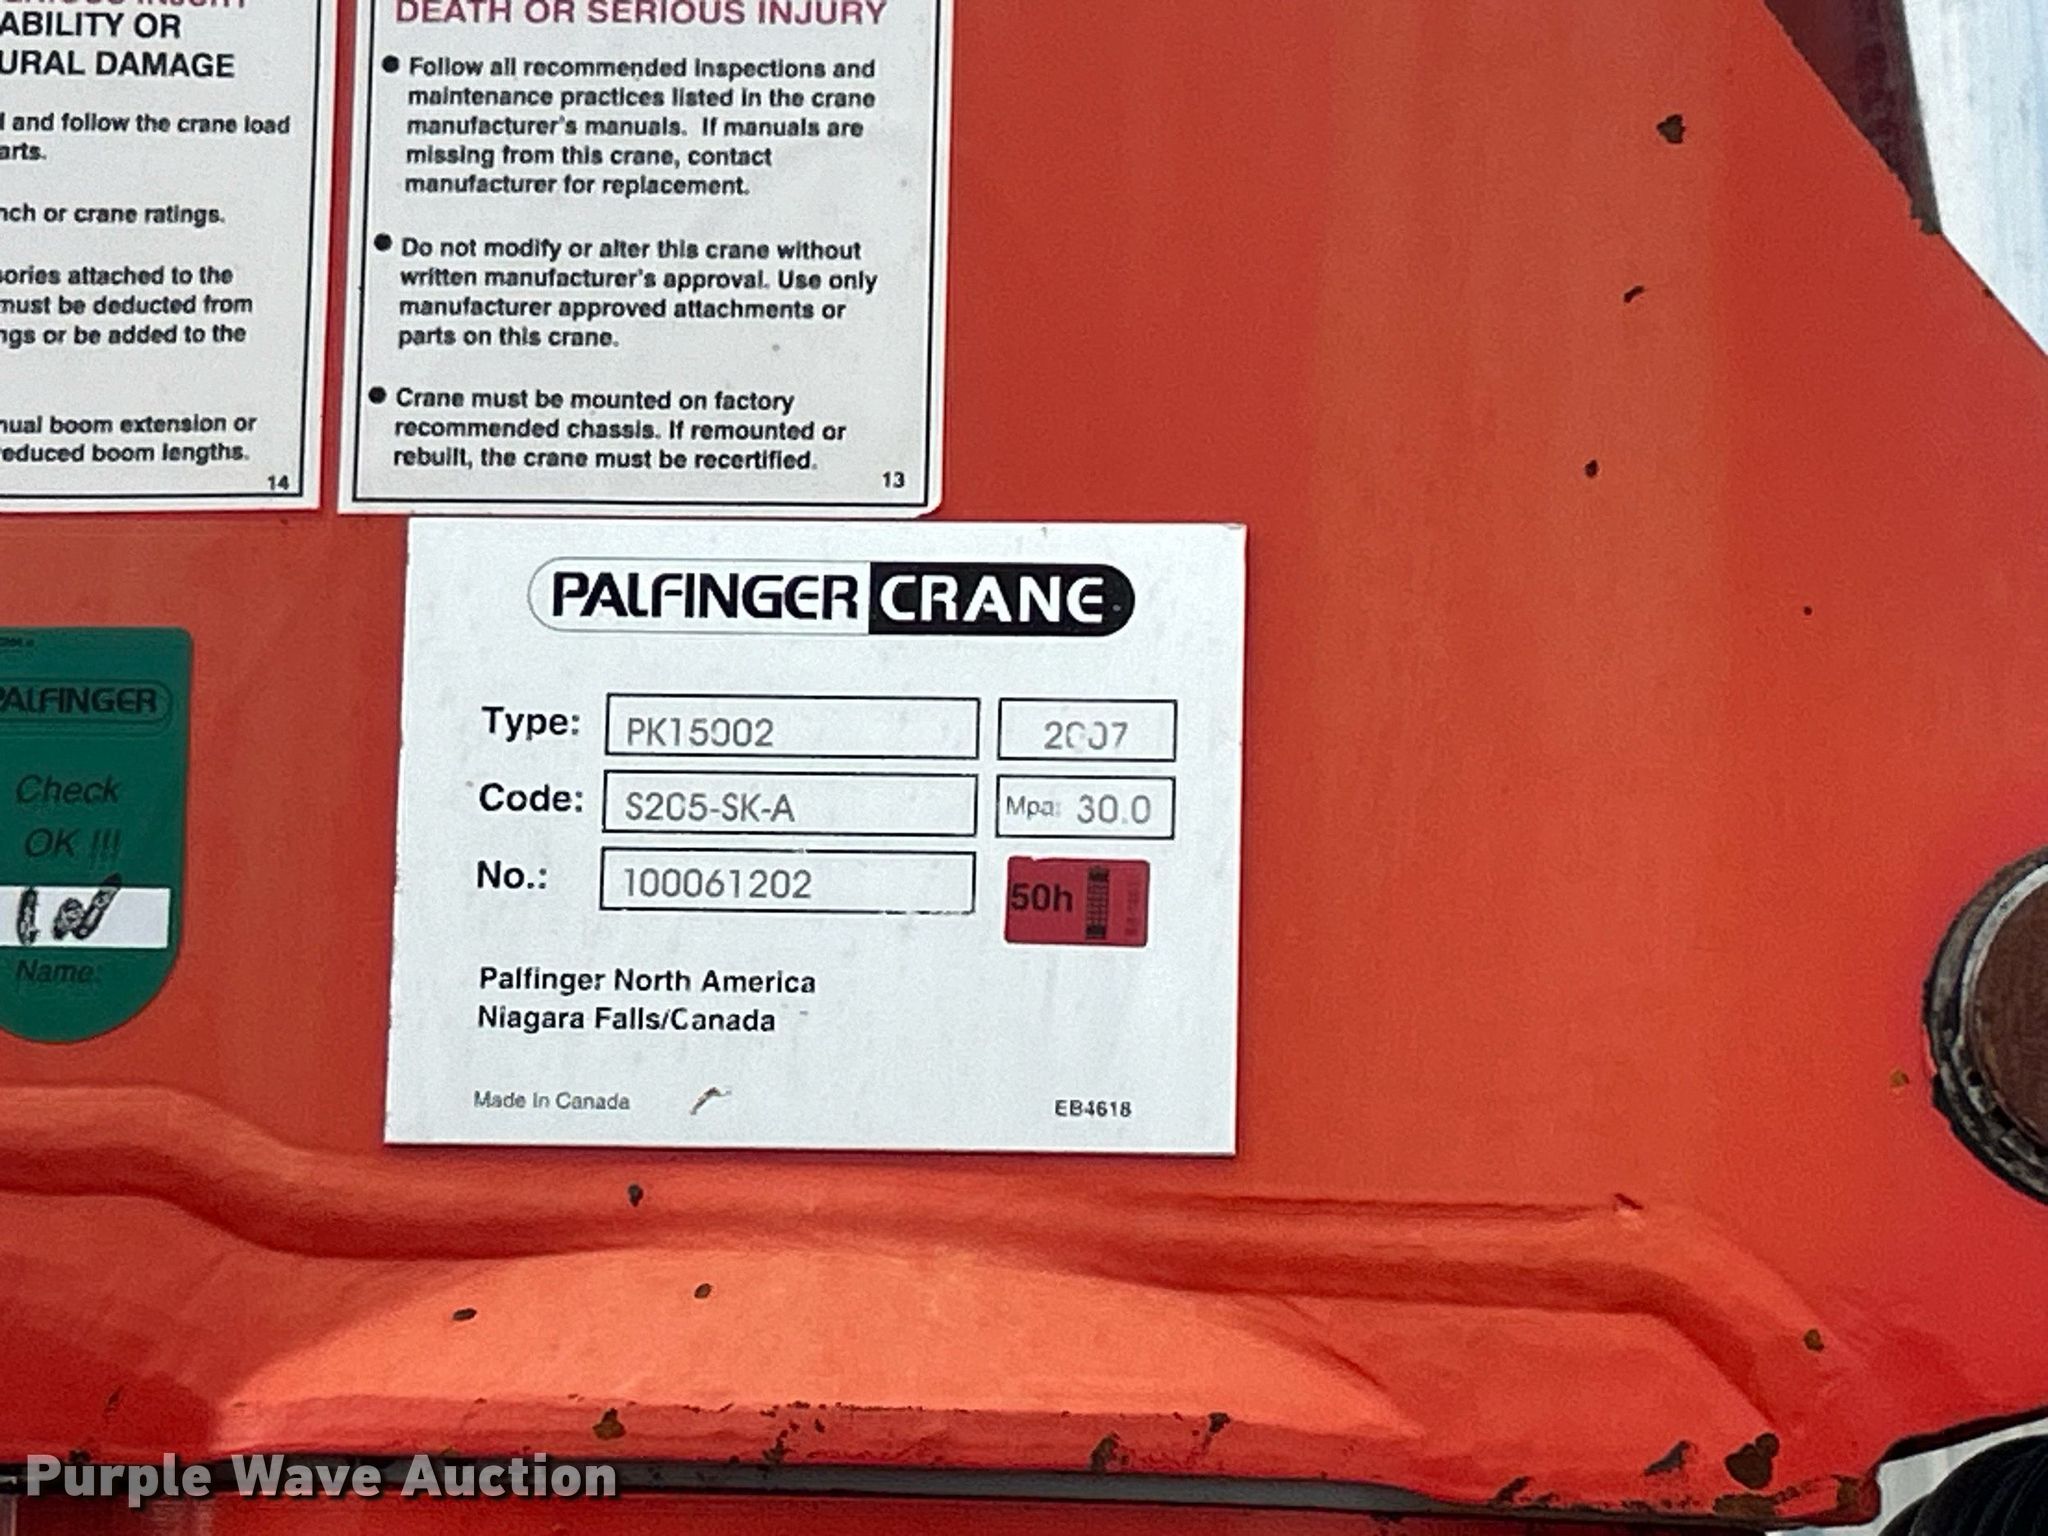 ABILITY OR
URAL DAMAGE
l and follow the crane load
arts.
nch or crane ratings.
sories attached to the
must be deducted from
ngs or be added to the
nual boom extension or
educed boom lengths.
14
DEATH OR SERIOUS INJURY
● Follow all recommended inspections and
maintenance practices listed in the crane
manufacturer's manuals. If manuals are
missing from this crane, contact
manufacturer for replacement.
● Do not modify or alter this crane without
written manufacturer's approval. Use only
manufacturer approved attachments or
parts on this crane.
● Crane must be mounted on factory
recommended chassis. If remounted or
rebuilt, the crane must be recertified.
13
PALFINGER CRANE
Type: PK15002 2007
Code: S205-SK-A Mpa: 30.0
No.: 100061202
50h
Palfinger North America
Niagara Falls/Canada
Made In Canada
EB4618
PALFINGER
Check
OK !!!
Name:
Purple Wave Auction